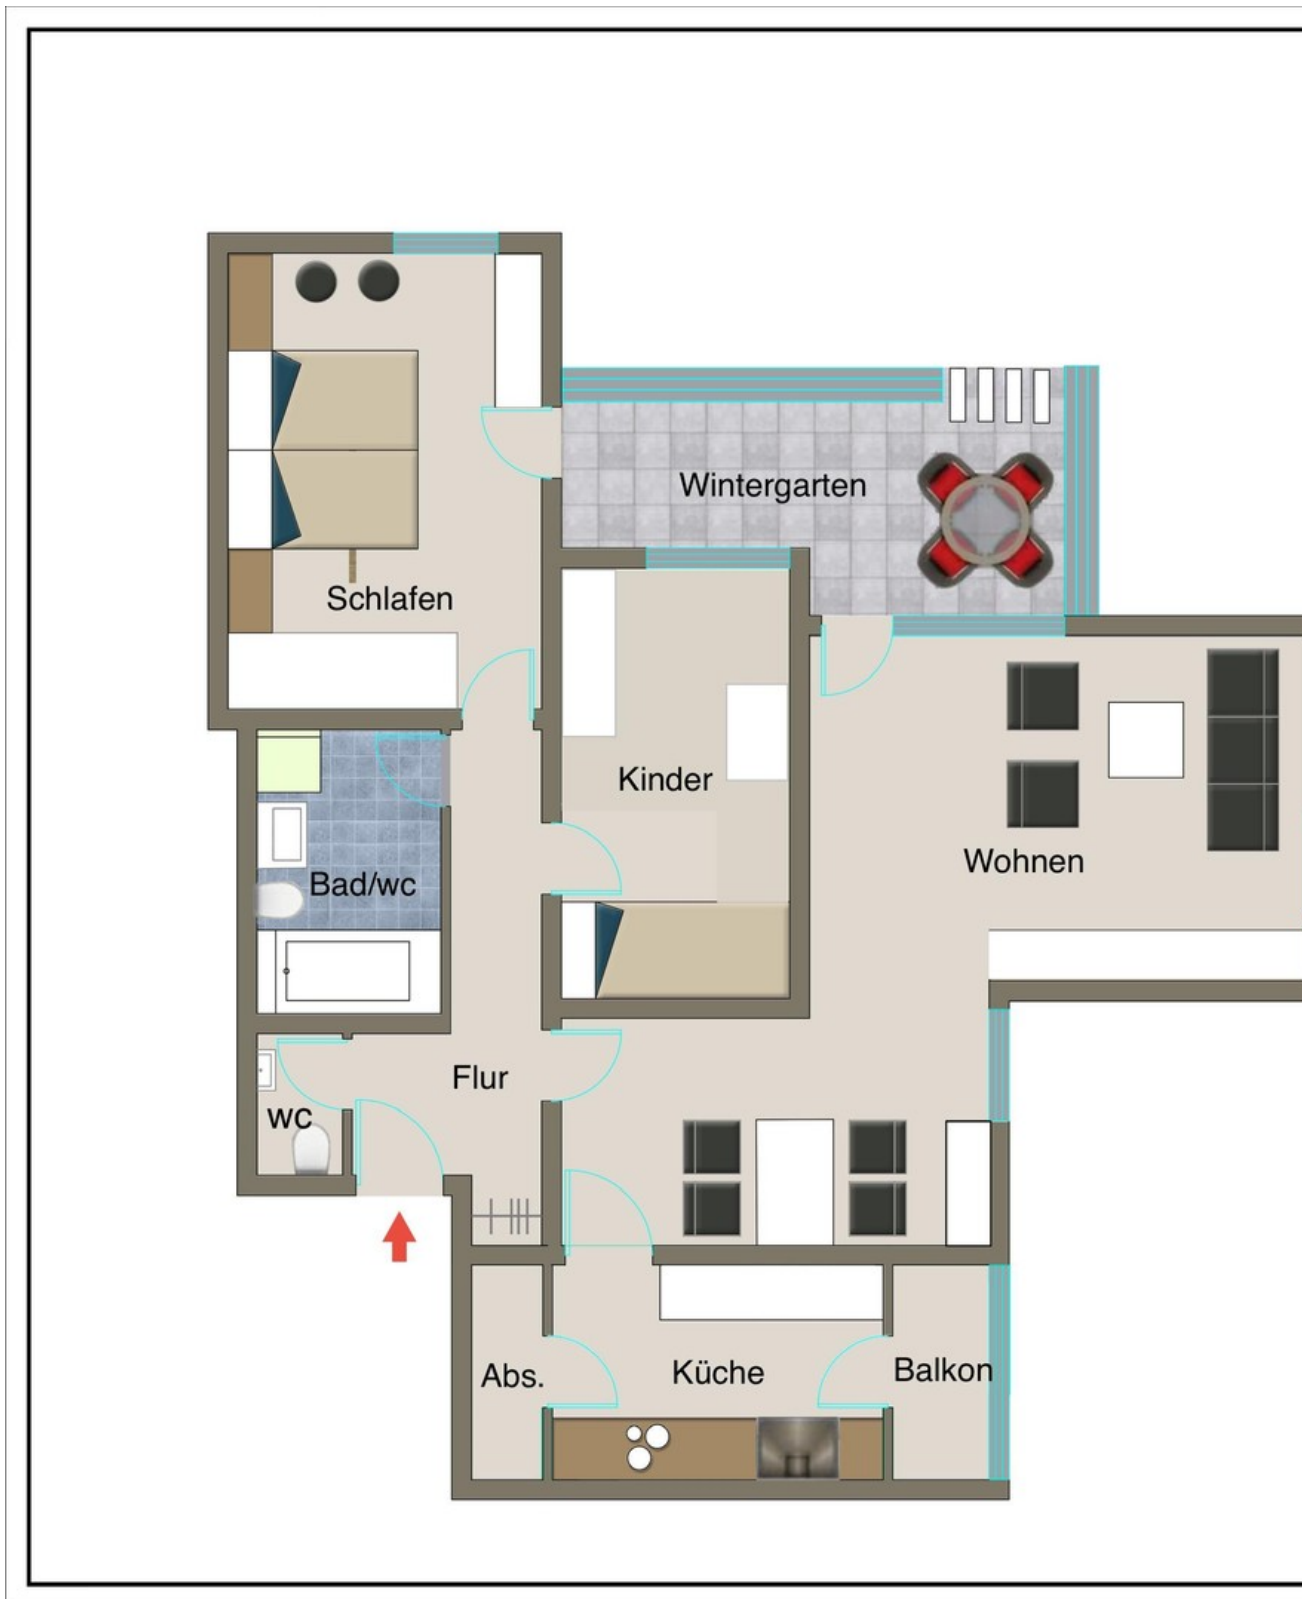 Wintergarten
Schlafen
Kinder
Wohnen
Bad/wc
Flur
wc
Abs.
Küche
Balkon